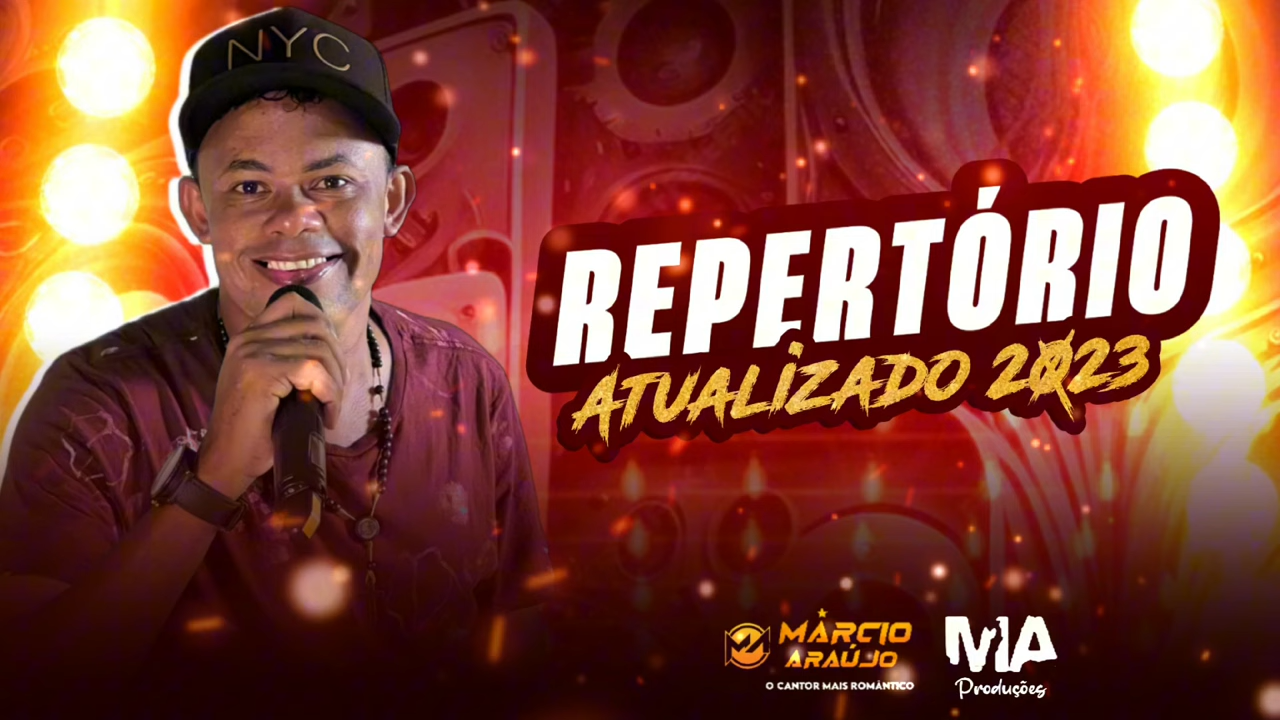 NYC
REPERTÓRIO
ATUALIZADO 2023
MÁRCIO
ARAÚJO
O CANTOR MAIS ROMÂNTICO
MA
Produções